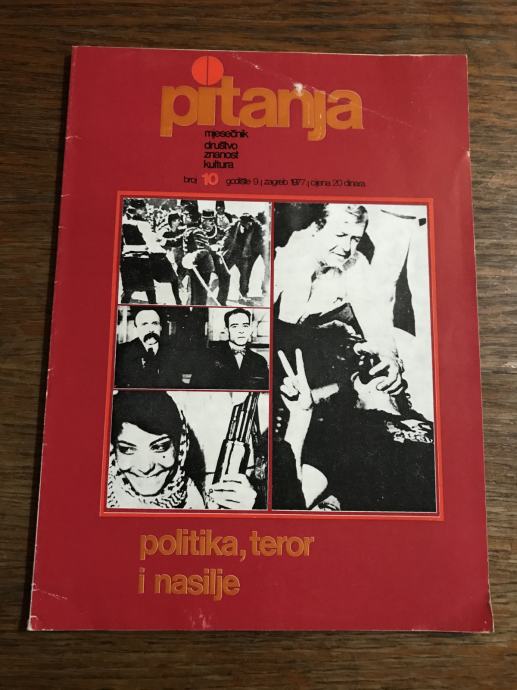 pitanja
mjesečnik
društvo
znanost
kultura
broj 10 godište 9 | zagreb 1977 | cijena 20 dinara
politika, teror
i nasilje